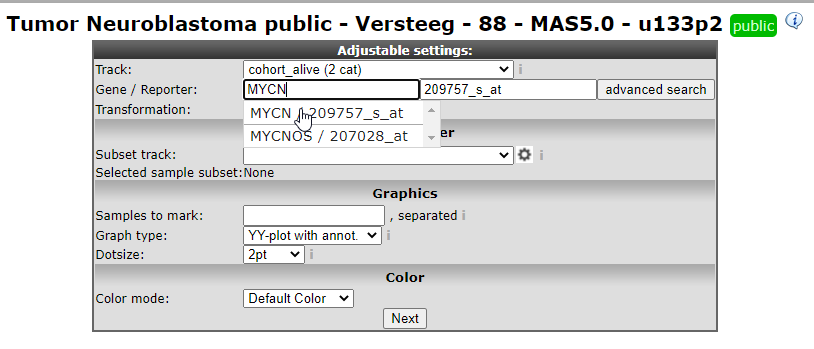 Tumor Neuroblastoma public - Versteeg - 88 - MAS5.0 - u133p2 public i
Adjustable settings:
Track: cohort_alive (2 cat) i
Gene / Reporter: MYCN 209757_s_at advanced search
Transformation: MYCN / 209757_s_at
MYCNOS / 207028_at er
Subset track: i
Selected sample subset:None
Graphics
Samples to mark: , separated i
Graph type: YY-plot with annot. i
Dotsize: 2pt i
Color
Color mode: Default Color
Next